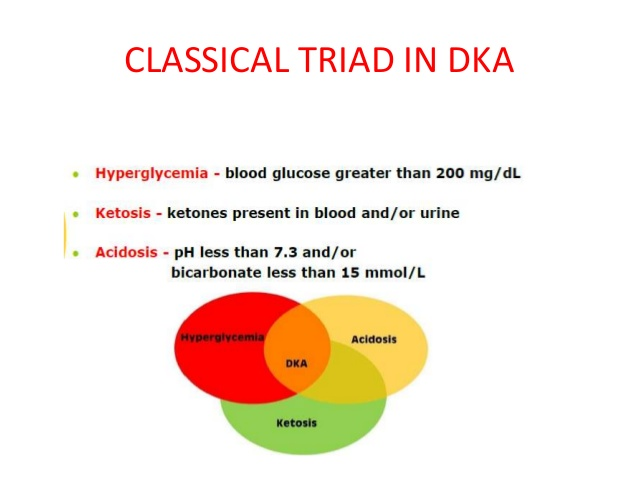 CLASSICAL TRIAD IN DKA
• Hyperglycemia - blood glucose greater than 200 mg/dL
• Ketosis - ketones present in blood and/or urine
• Acidosis - pH less than 7.3 and/or
bicarbonate less than 15 mmol/L
Hyperglycemia
Acidosis
DKA
Ketosis